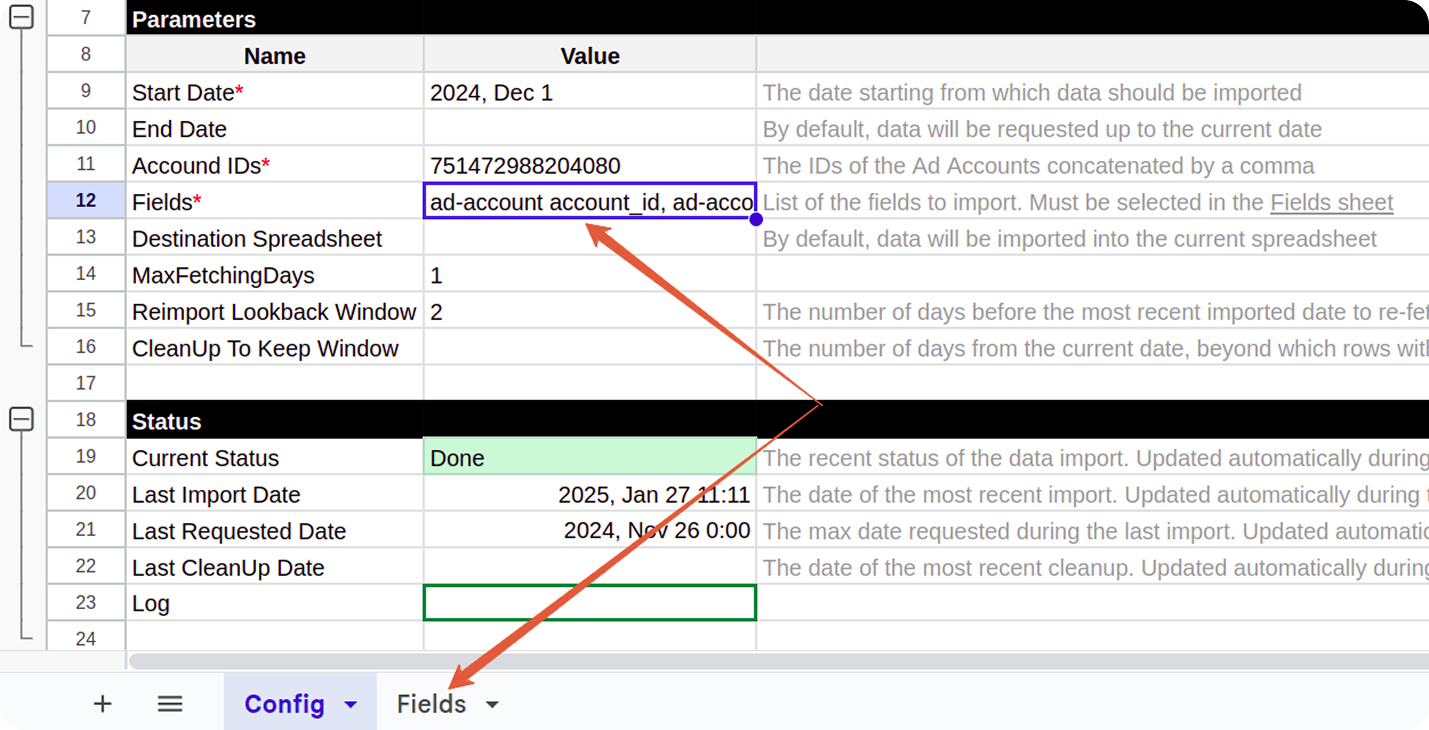 7 Parameters
8 Name Value
9 Start Date* 2024, Dec 1 The date starting from which data should be imported
10 End Date By default, data will be requested up to the current date
11 Accound IDs* 751472988204080 The IDs of the Ad Accounts concatenated by a comma
12 Fields* ad-account account_id, ad-acco List of the fields to import. Must be selected in the Fields sheet
13 Destination Spreadsheet By default, data will be imported into the current spreadsheet
14 MaxFetchingDays 1
15 Reimport Lookback Window 2 The number of days before the most recent imported date to re-fet
16 CleanUp To Keep Window The number of days from the current date, beyond which rows wit
17
18 Status
19 Current Status Done The recent status of the data import. Updated automatically during
20 Last Import Date 2025, Jan 27 11:11 The date of the most recent import. Updated automatically during
21 Last Requested Date 2024, Nov 26 0:00 The max date requested during the last import. Updated automatic
22 Last CleanUp Date The date of the most recent cleanup. Updated automatically during
23 Log
24
Config Fields